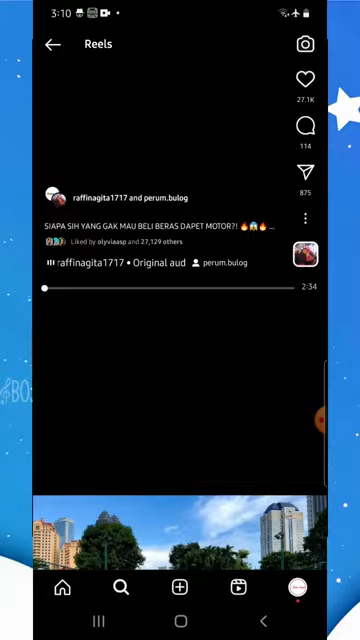 3:10
Reels
27.1K
114
875
raffinagita1717 and perum.bulog
SIAPA SIH YANG GAK MAU BELI BERAS DAPET MOTOR?! 🔥😱🔥 ...
Liked by olyviaasp and 27,129 others
raffinagita1717 • Original aud
perum.bulog
2:34